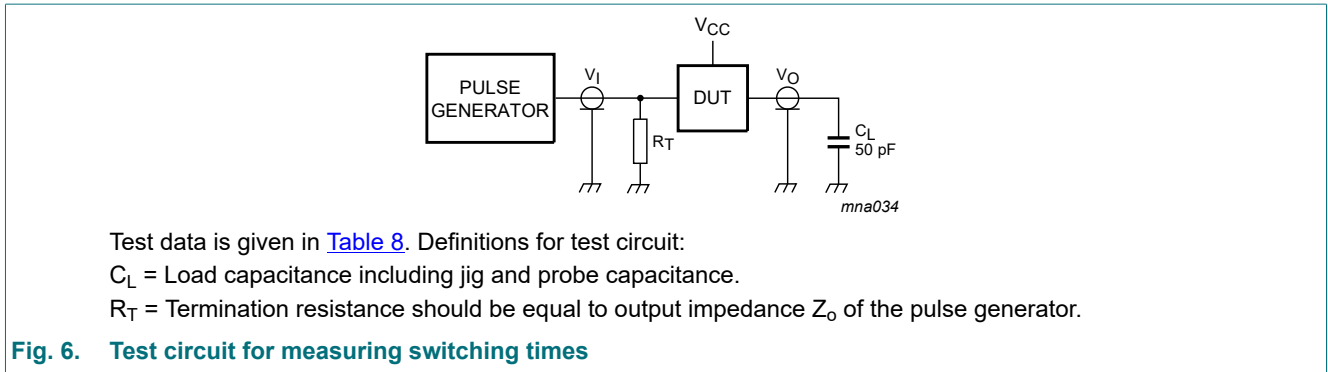 VCC
PULSE
GENERATOR
VI
DUT
VO
RT
CL
50 pF
mna034
Test data is given in Table 8. Definitions for test circuit:
CL = Load capacitance including jig and probe capacitance.
RT = Termination resistance should be equal to output impedance Zo of the pulse generator.
Fig. 6. Test circuit for measuring switching times